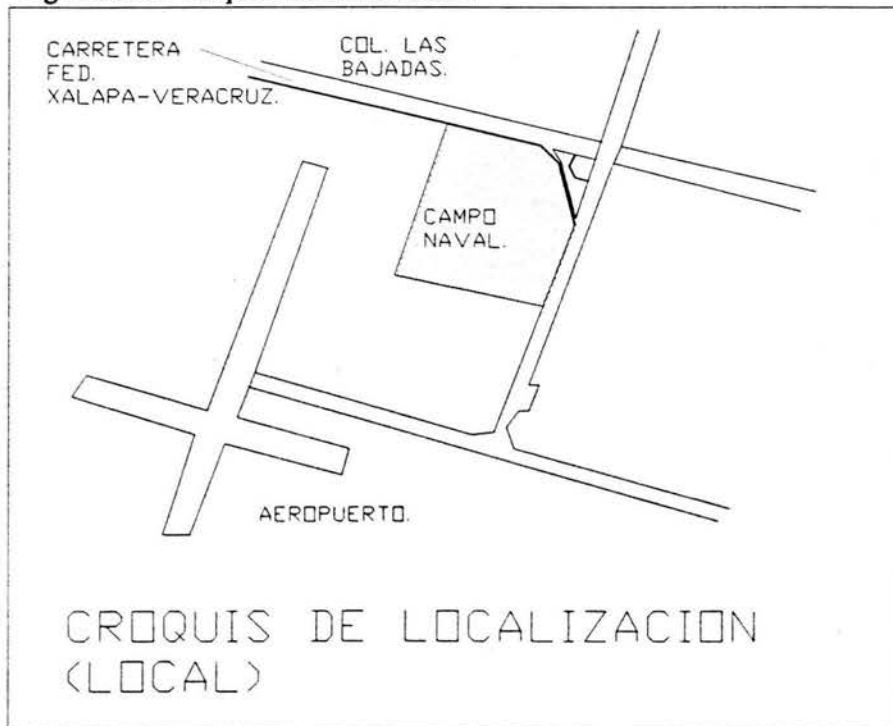 CARRETERA
FED.
XALAPA-VERACRUZ.
COL. LAS
BAJADAS.
CAMPO
NAVAL.
AEROPUERTO.
CROQUIS DE LOCALIZACION
(LOCAL)